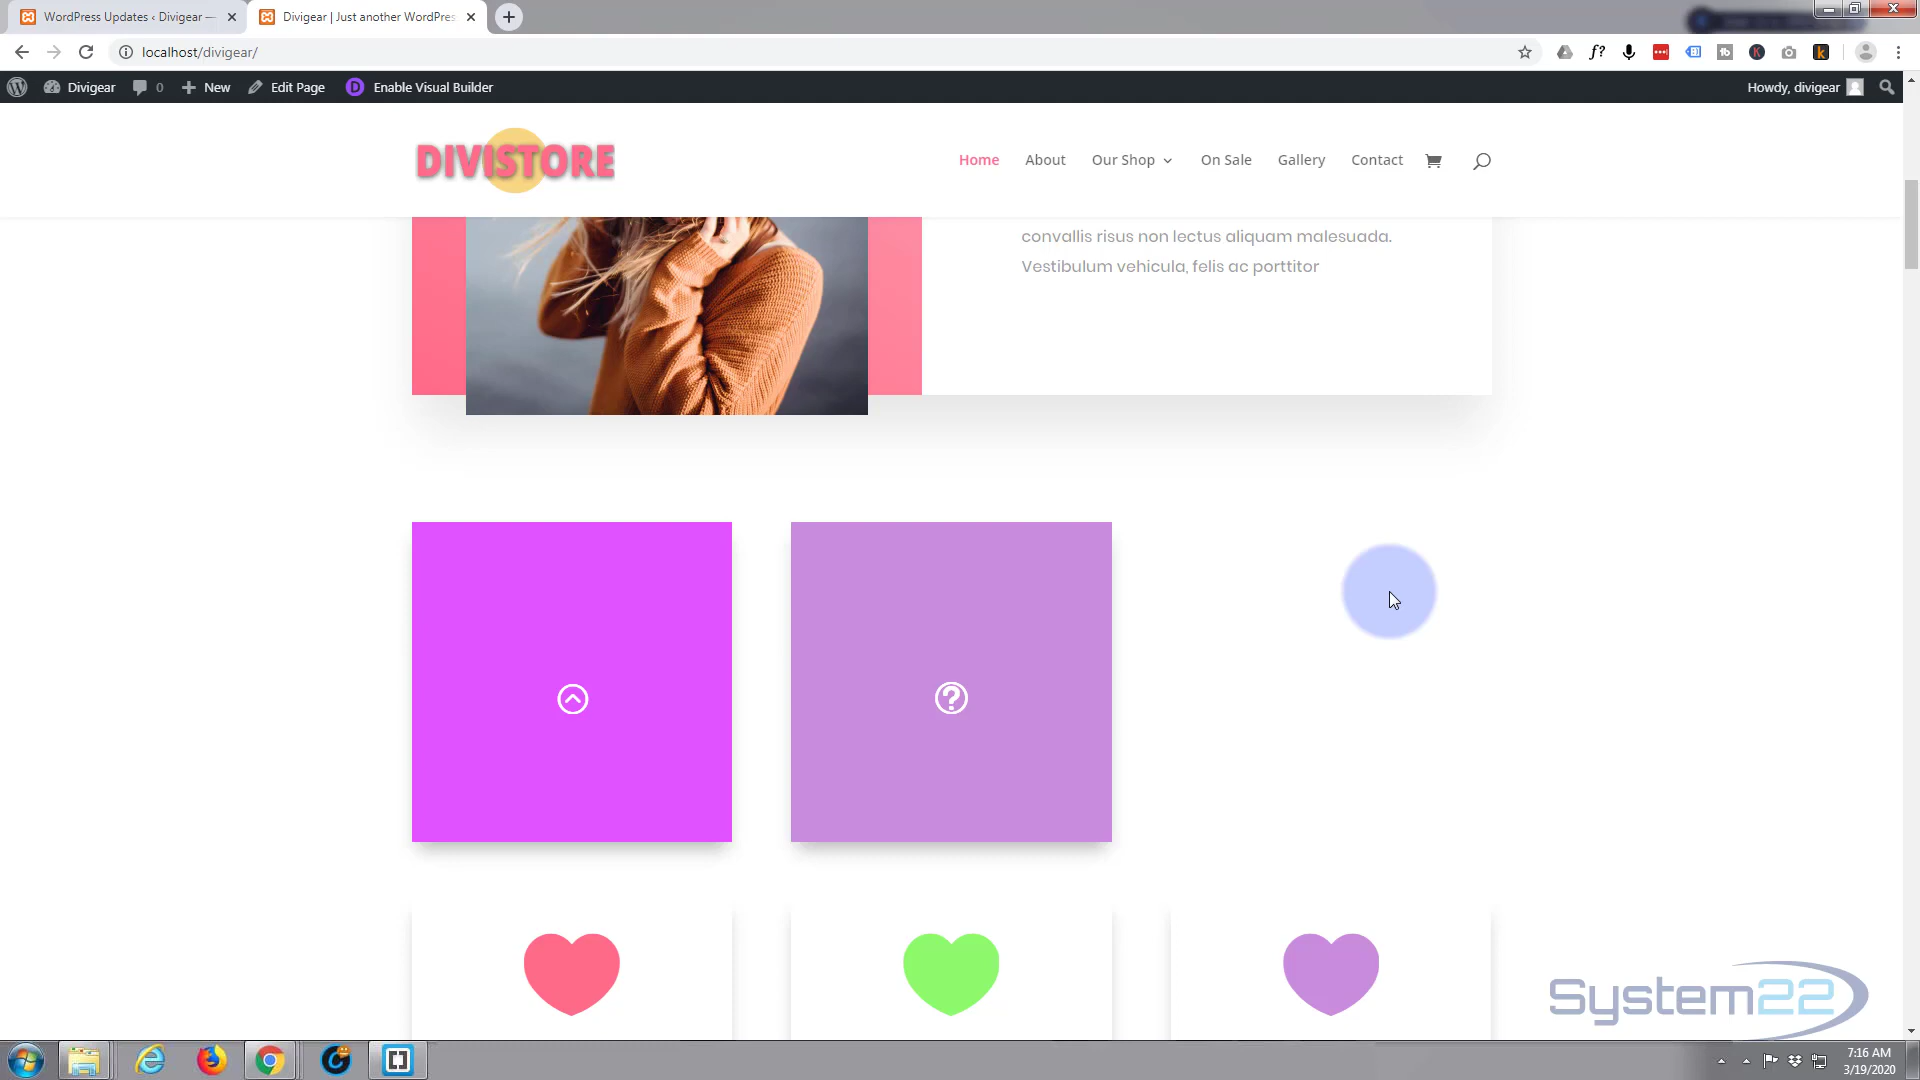 WordPress Updates ‹ Divigear —
Divigear | Just another WordPres
localhost/divigear/
f?
Divigear
0
New
Edit Page
D
Enable Visual Builder
Howdy, divigear
DIVISTORE
Home
About
Our Shop
On Sale
Gallery
Contact
convallis risus non lectus aliquam malesuada.
Vestibulum vehicula, felis ac porttitor
System22
7:16 AM
3/19/2020